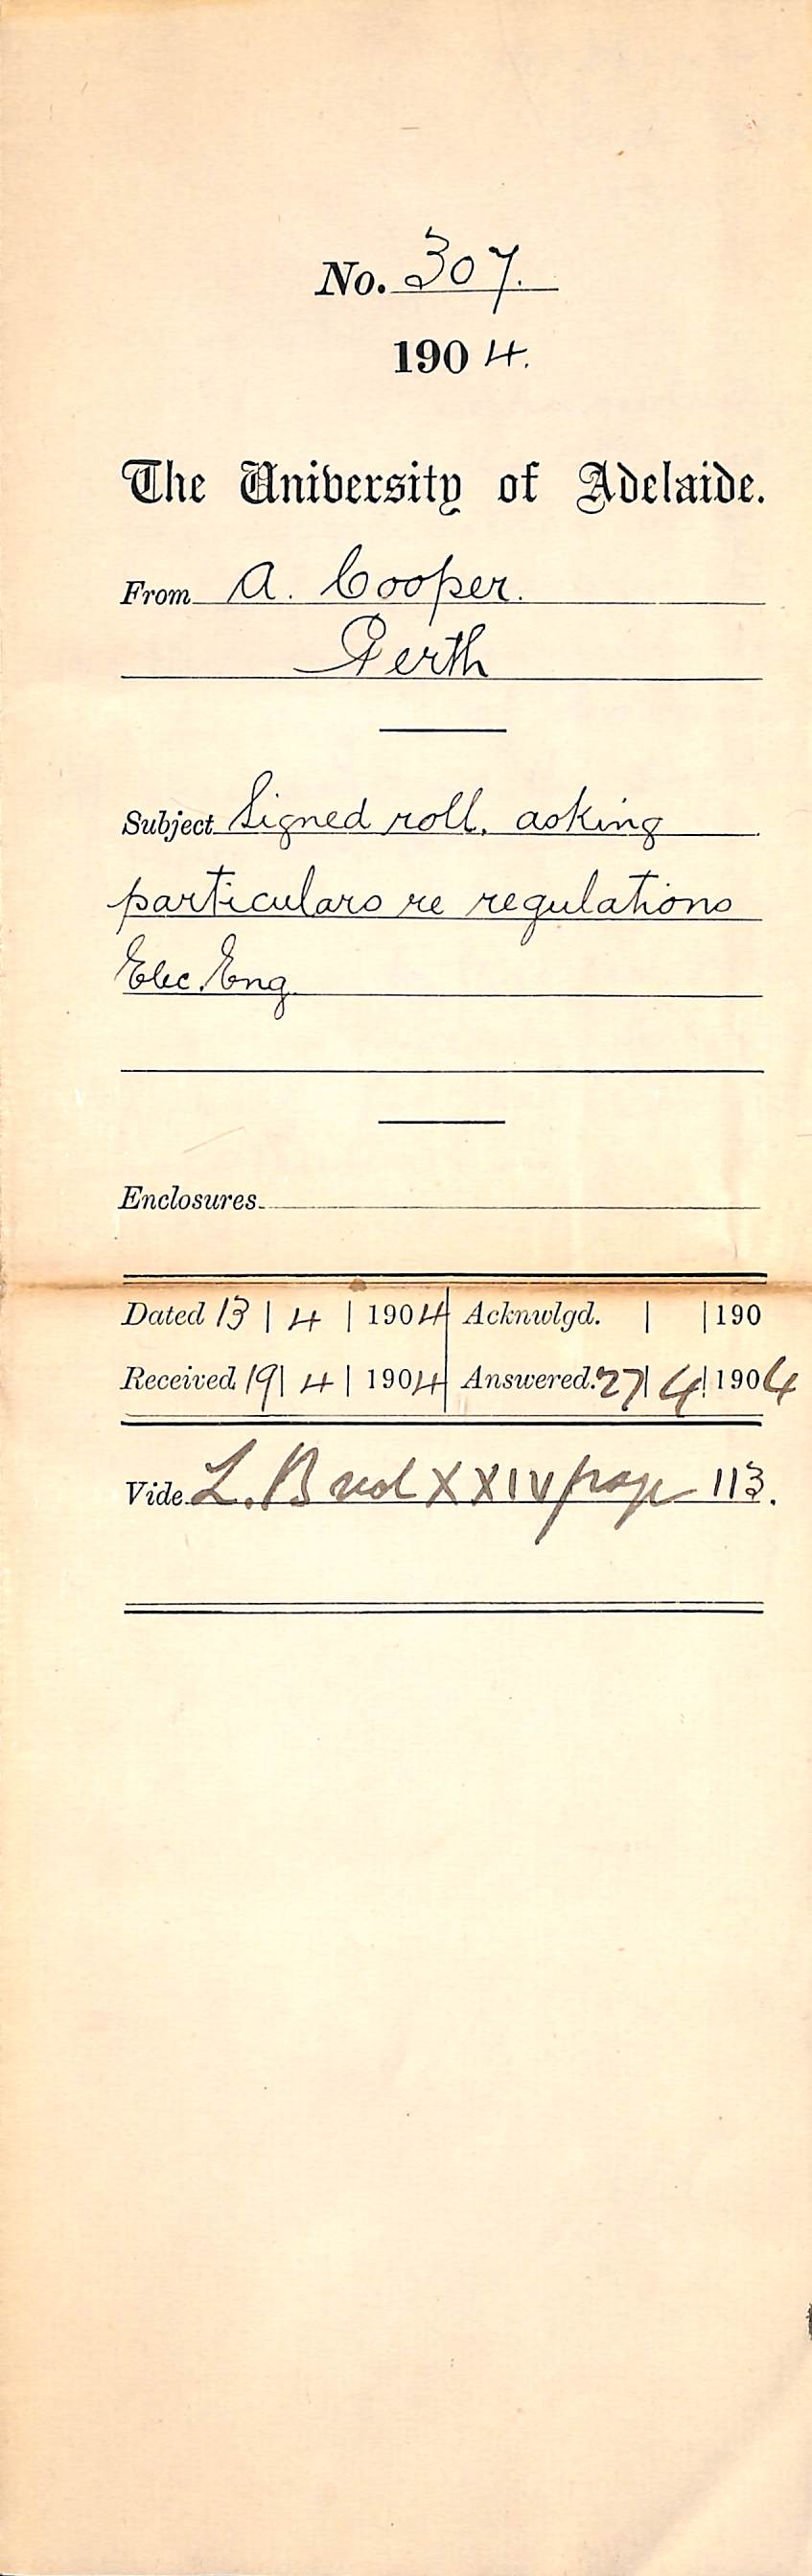 No. 307.
1904.
The University of Adelaide.
From A. Cooper.
Perth
Subject Signed roll. asking
particulars re regulations
Elec. Eng.
Enclosures
Dated 13 | 4 | 1904 Acknwlgd. | | 190
Received 19 | 4 | 1904 Answered. 27 | 4 | 1904
Vide L. B vol XXIV page 113.